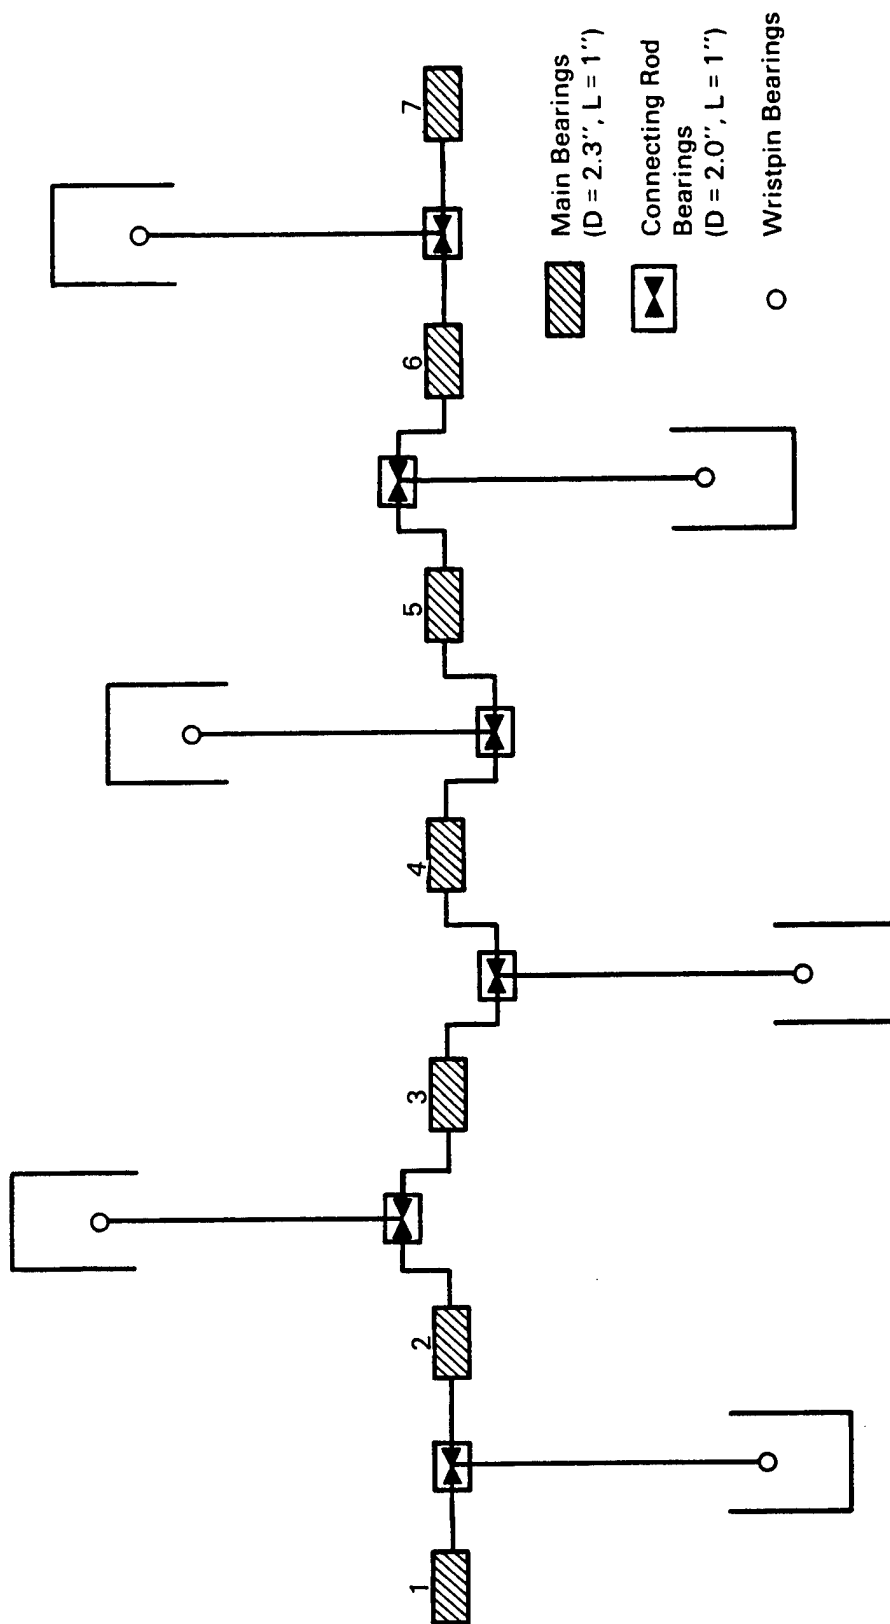 1
2
3
4
5
6
7
Main Bearings
(D = 2.3″, L = 1″)
Connecting Rod
Bearings
(D = 2.0″, L = 1″)
Wristpin Bearings